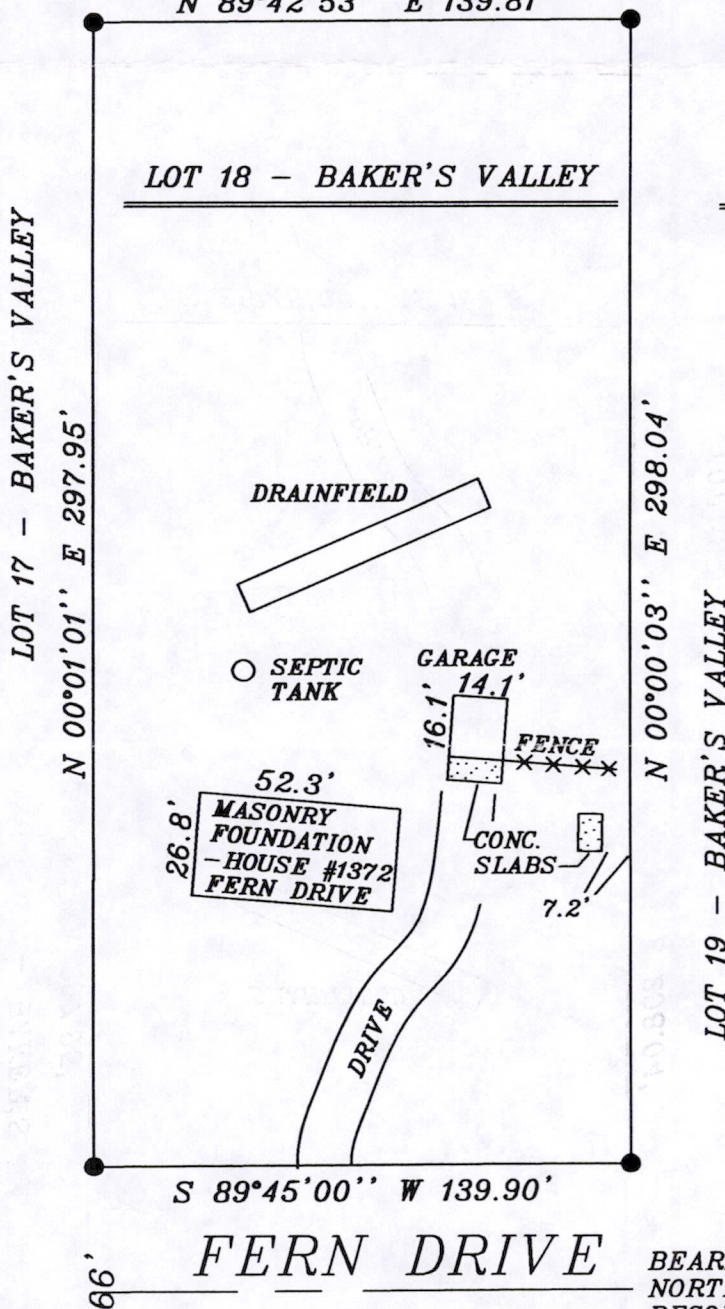 N 89°42'53'' E 139.81'
LOT 18 - BAKER'S VALLEY
LOT 17 - BAKER'S VALLEY
N 00°01'01'' E 297.95'
N 00°00'03'' E 298.04'
LOT 19 - BAKER'S VALLEY
DRAINFIELD
SEPTIC
TANK
GARAGE
14.1'
16.1'
FENCE
52.3'
26.8'
MASONRY
FOUNDATION
-HOUSE #1372
FERN DRIVE
CONC.
SLABS
7.2'
DRIVE
S 89°45'00'' W 139.90'
FERN DRIVE
66'
BEAR
NORT